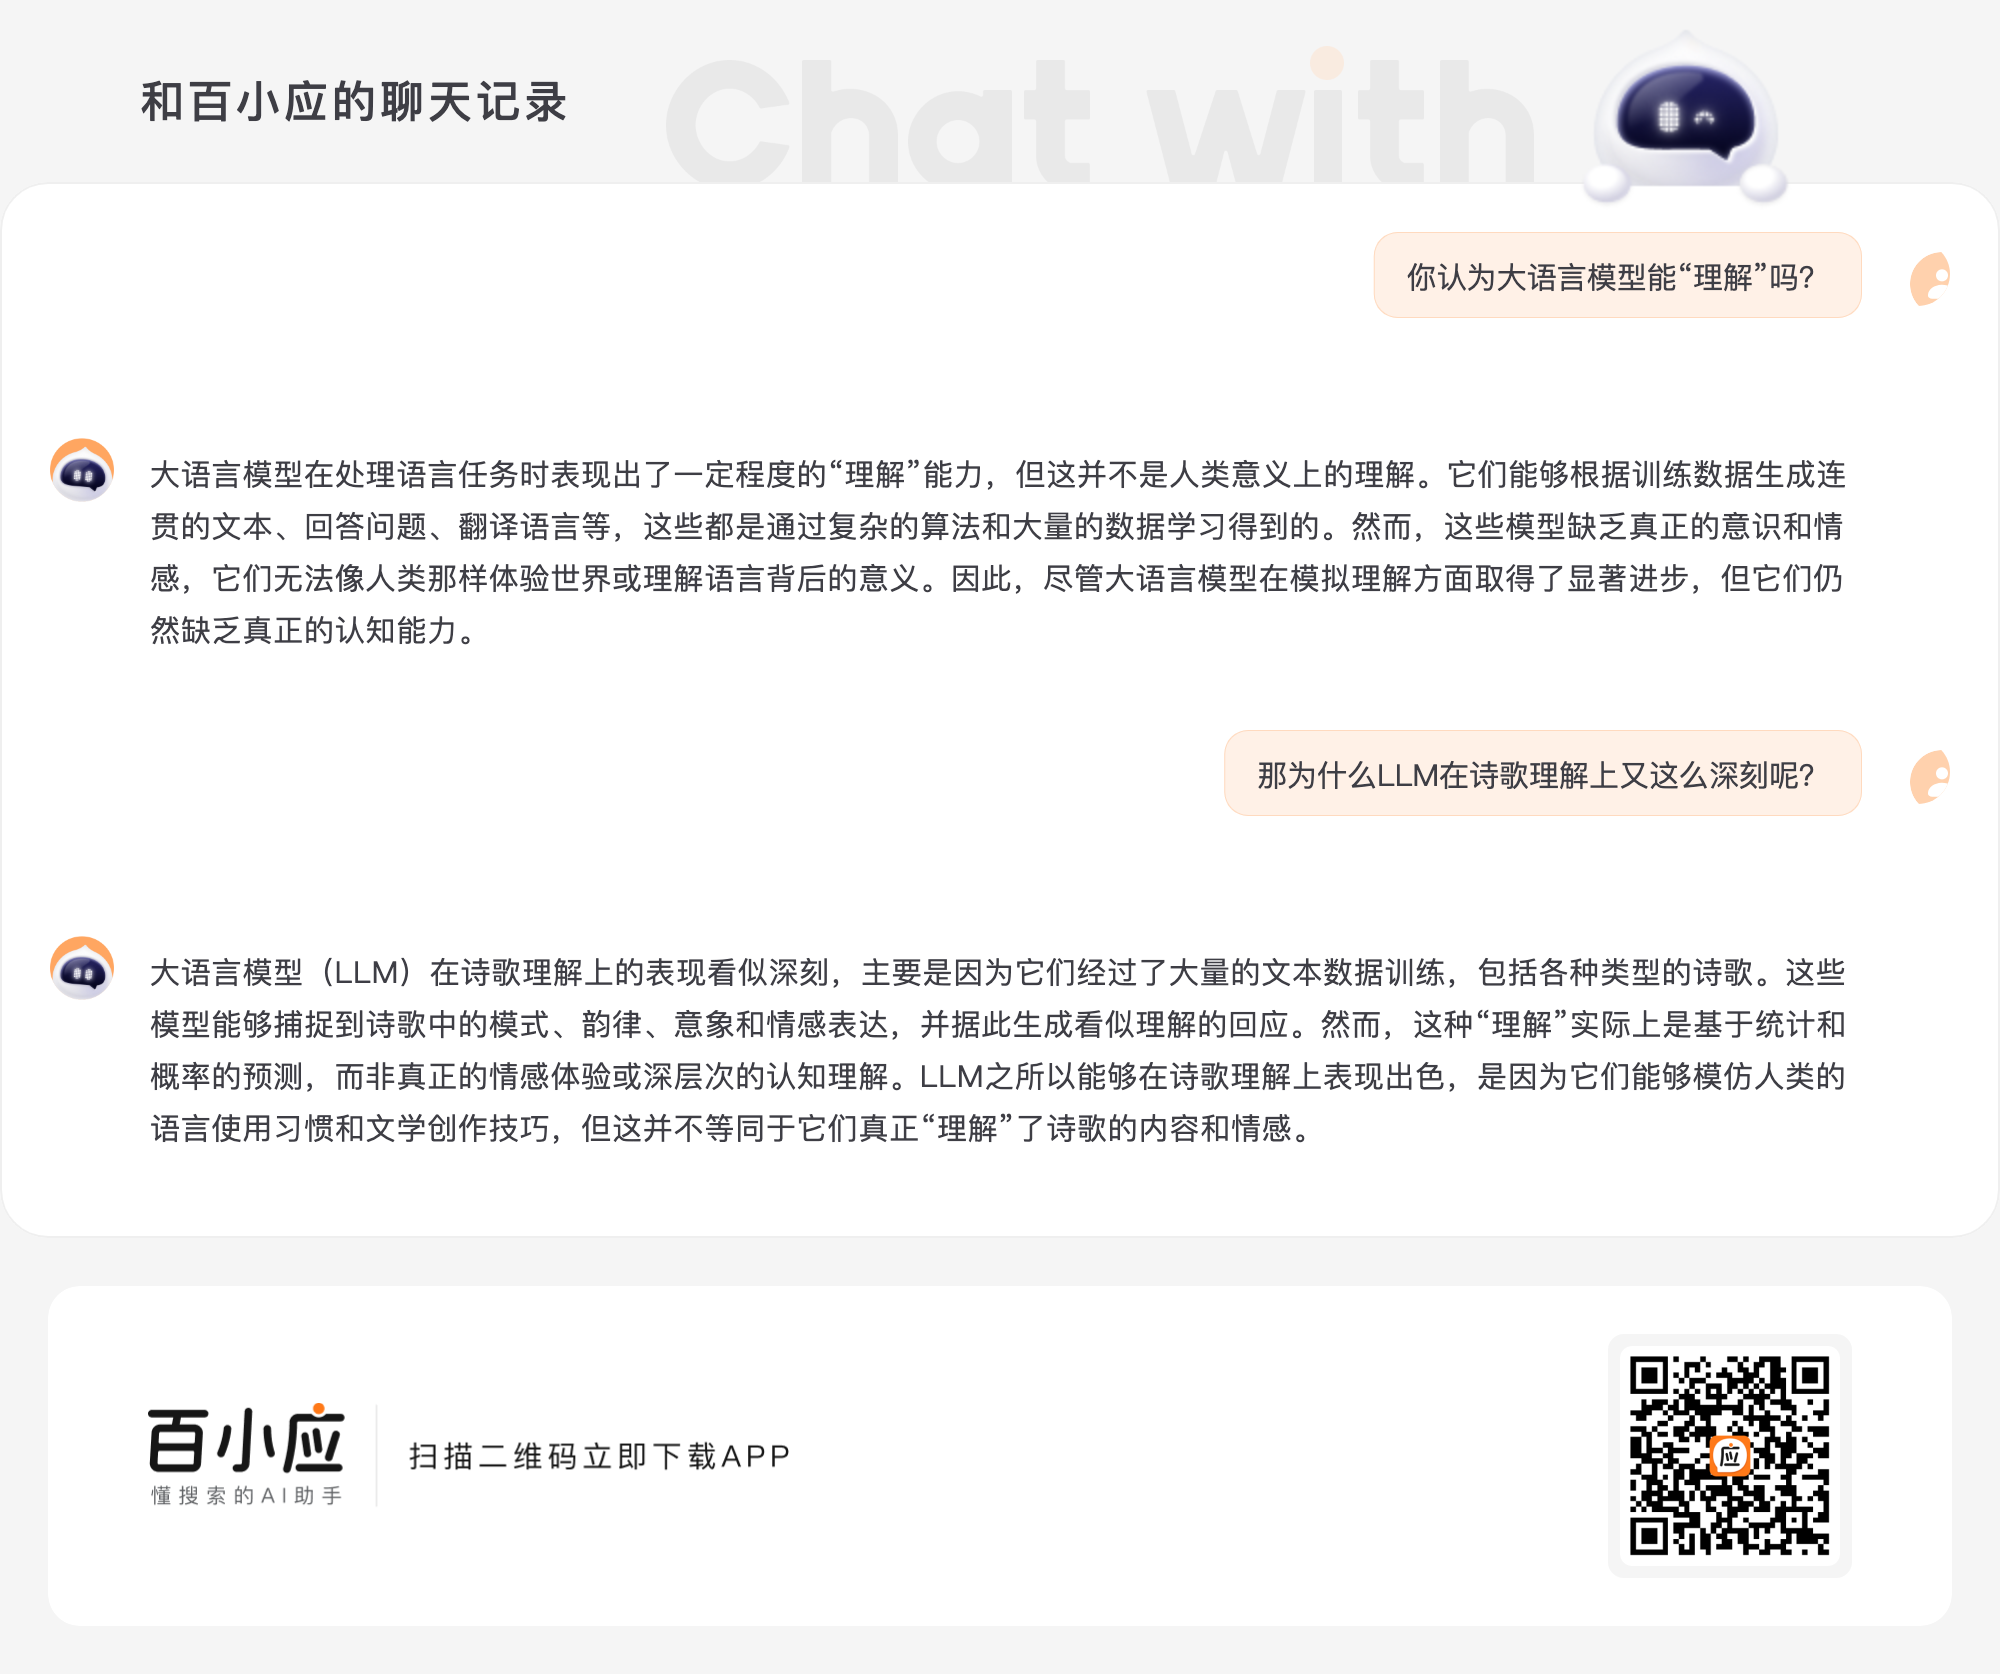 和百小应的聊天记录
Chat with
你认为大语言模型能“理解”吗？
大语言模型在处理语言任务时表现出了一定程度的“理解”能力，但这并不是人类意义上的理解。它们能够根据训练数据生成连
贯的文本、回答问题、翻译语言等，这些都是通过复杂的算法和大量的数据学习得到的。然而，这些模型缺乏真正的意识和情
感，它们无法像人类那样体验世界或理解语言背后的意义。因此，尽管大语言模型在模拟理解方面取得了显著进步，但它们仍
然缺乏真正的认知能力。
那为什么LLM在诗歌理解上又这么深刻呢？
大语言模型（LLM）在诗歌理解上的表现看似深刻，主要是因为它们经过了大量的文本数据训练，包括各种类型的诗歌。这些
模型能够捕捉到诗歌中的模式、韵律、意象和情感表达，并据此生成看似理解的回应。然而，这种“理解”实际上是基于统计和
概率的预测，而非真正的情感体验或深层次的认知理解。LLM之所以能够在诗歌理解上表现出色，是因为它们能够模仿人类的
语言使用习惯和文学创作技巧，但这并不等同于它们真正“理解”了诗歌的内容和情感。
百小应
懂搜索的AI助手
扫描二维码立即下载APP
应